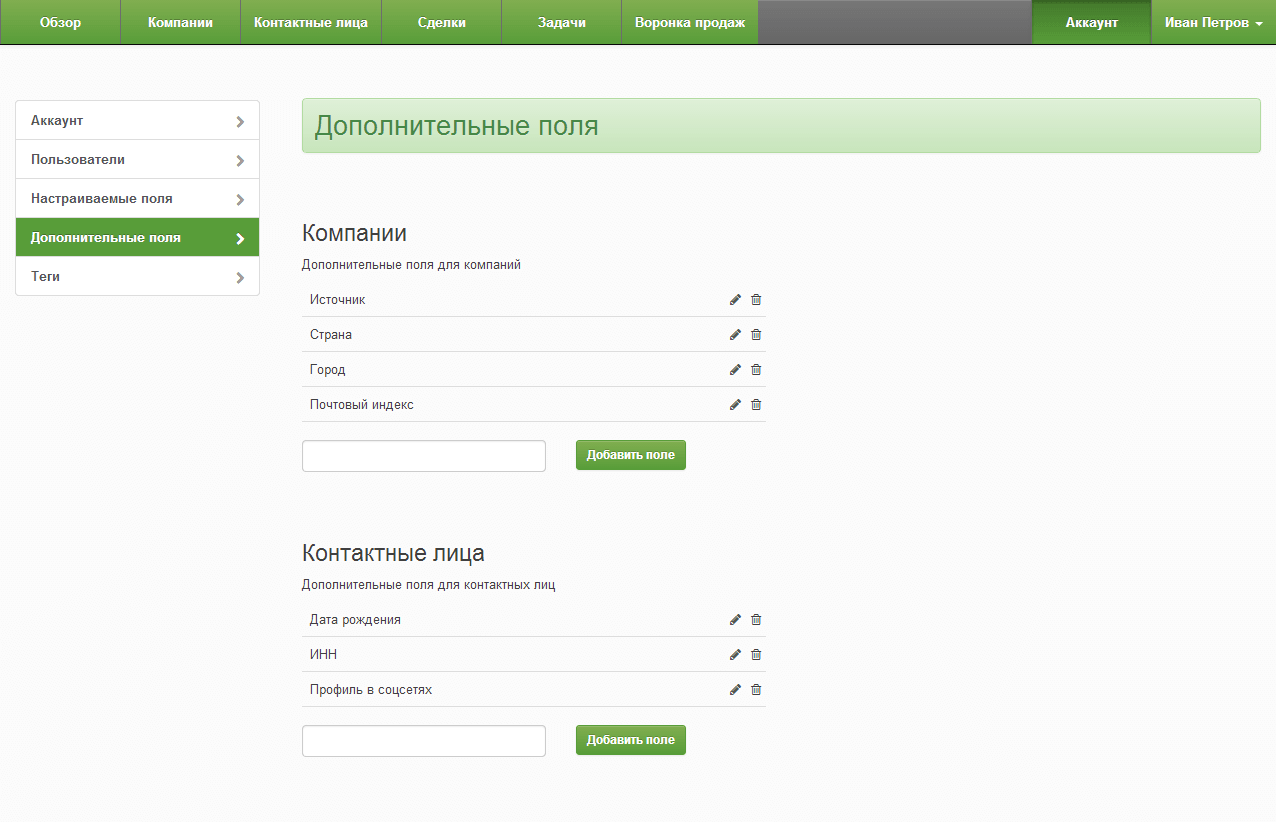 Обзор Компании Контактные лица Сделки Задачи Воронка продаж Аккаунт Иван Петров
Аккаунт
Пользователи
Настраиваемые поля
Дополнительные поля
Теги
Дополнительные поля
Компании
Дополнительные поля для компаний
Источник
Страна
Город
Почтовый индекс
Добавить поле
Контактные лица
Дополнительные поля для контактных лиц
Дата рождения
ИНН
Профиль в соцсетях
Добавить поле